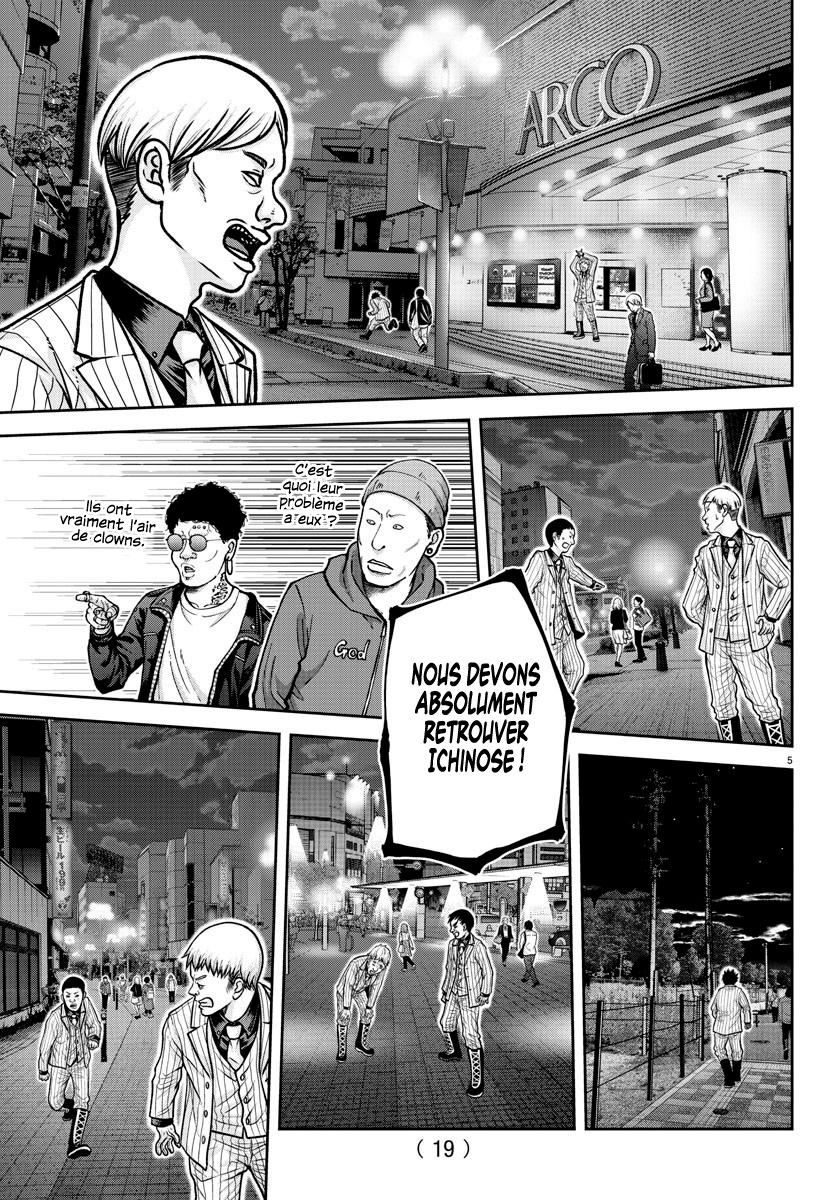 ARCO
C'est
quoi leur
problème
a eux ?
Ils ont
vraiment l'air
de clowns.
God
NOUS DEVONS
ABSOLUMENT
RETROUVER
ICHINOSE !
5
( 19 )